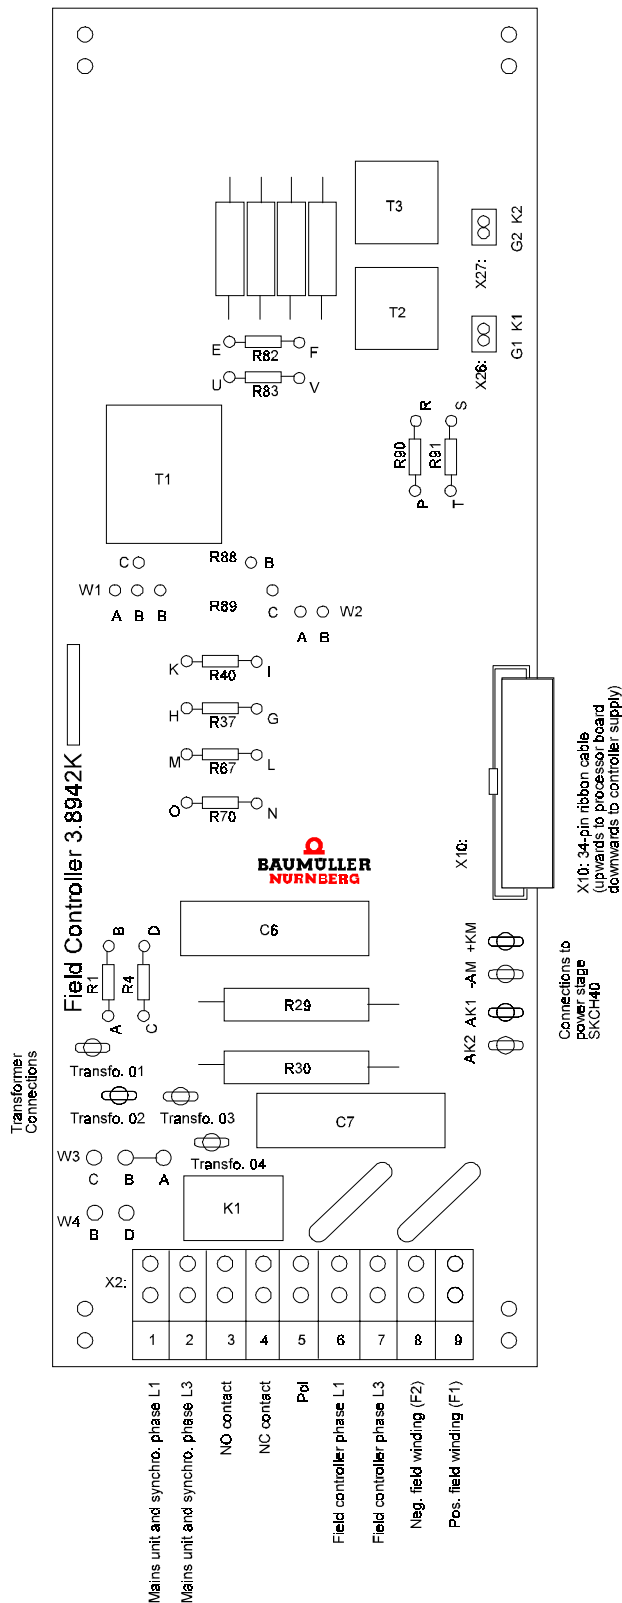 T3
G2 K2
X27:
T2
G1 K1
X26:
E
R82
F
U
R83
V
R
S
R90
R91
P
T
T1
C
R88
B
W1
A
B
B
R89
C
A
B
W2
K
R40
I
H
R37
G
M
R67
L
O
R70
N
BAUMÜLLER
NÜRNBERG
X10:
X10: 34-pin ribbon cable
(upwards to processor board
downwards to controller supply)
Field Controller 3.8942K
C6
B
D
R1
R4
A
C
R29
R30
C7
AK2 AK1 -AM +KM
Connections to
power stage
SKCH40
Transformer
Connections
Transfo. 01
Transfo. 02
Transfo. 03
Transfo. 04
W3
C
B
A
W4
B
D
K1
X2:
1 2 3 4 5 6 7 8 9
Mains unit and synchro. phase L1
Mains unit and synchro. phase L3
NO contact
NC contact
Pol
Field controller phase L1
Field controller phase L3
Neg. field winding (F2)
Pos. field winding (F1)